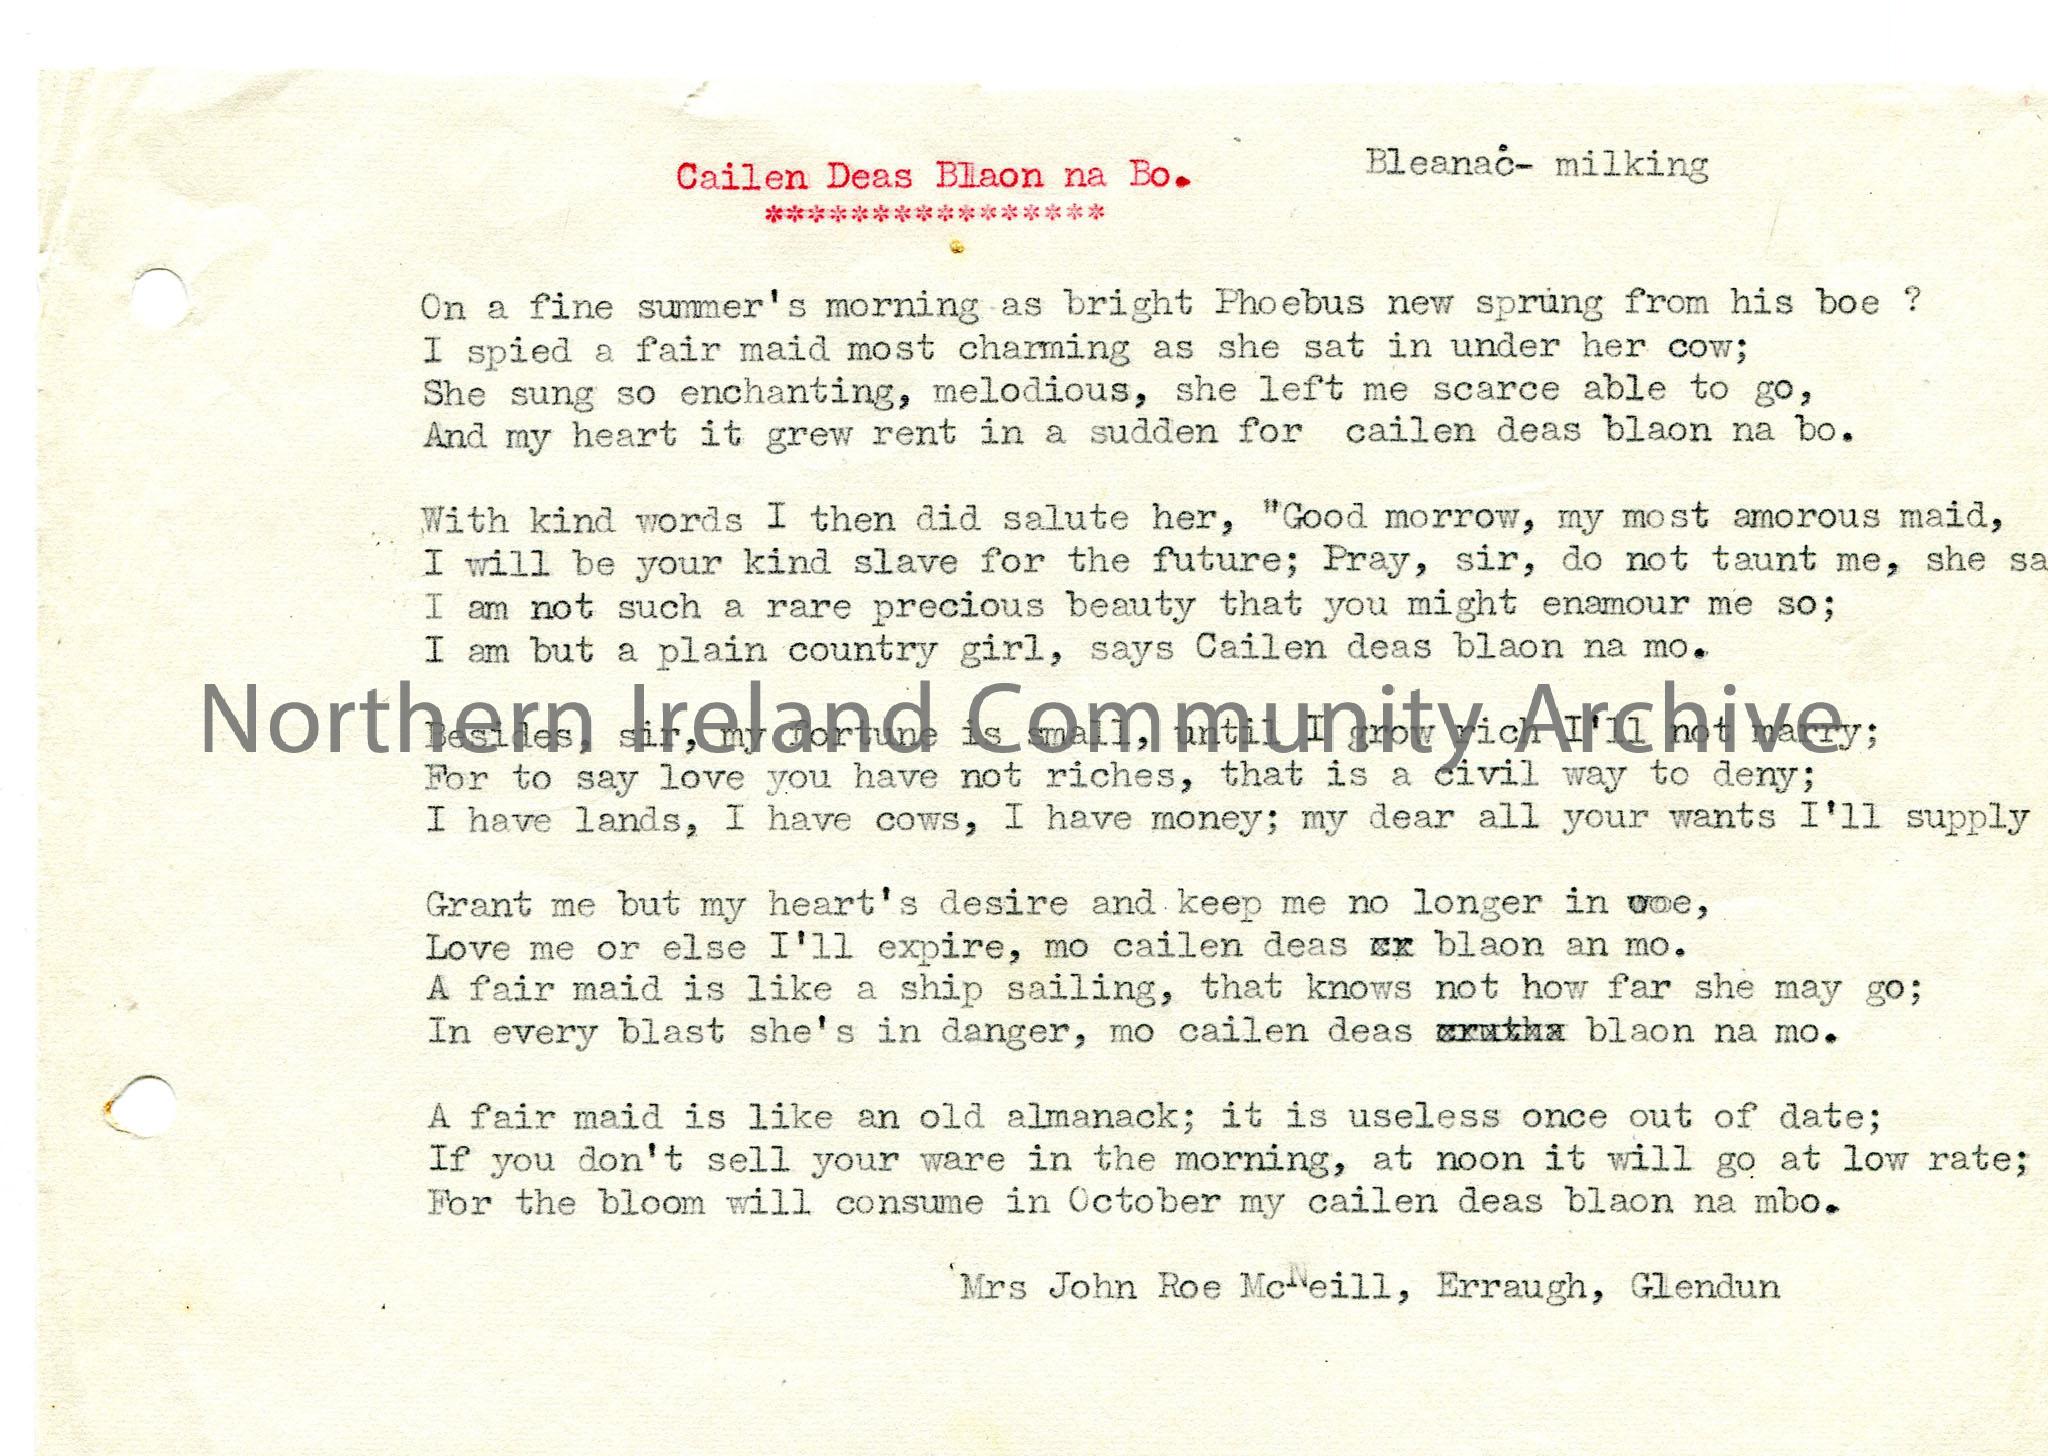 Cailen Deas Blaon na Bo.
Bleanaċ- milking
****************
On a fine summer's morning as bright Phoebus new sprung from his boe ?
I spied a fair maid most charming as she sat in under her cow;
She sung so enchanting, melodious, she left me scarce able to go,
And my heart it grew rent in a sudden for cailen deas blaon na bo.

With kind words I then did salute her, "Good morrow, my most amorous maid,
I will be your kind slave for the future; Pray, sir, do not taunt me, she sa
I am not such a rare precious beauty that you might enamour me so;
I am but a plain country girl, says Cailen deas blaon na mo.

Northern Ireland Community Archive
Besides, sir, my fortune is small, until I grow rich I'll not marry;
For to say love you have not riches, that is a civil way to deny;
I have lands, I have cows, I have money; my dear all your wants I'll supply

Grant me but my heart's desire and keep me no longer in woe,
Love me or else I'll expire, mo cailen deas blaon an mo.
A fair maid is like a ship sailing, that knows not how far she may go;
In every blast she's in danger, mo cailen deas blaon na mo.

A fair maid is like an old almanack; it is useless once out of date;
If you don't sell your ware in the morning, at noon it will go at low rate;
For the bloom will consume in October my cailen deas blaon na mbo.

Mrs John Roe McNeill, Erraugh, Glendun